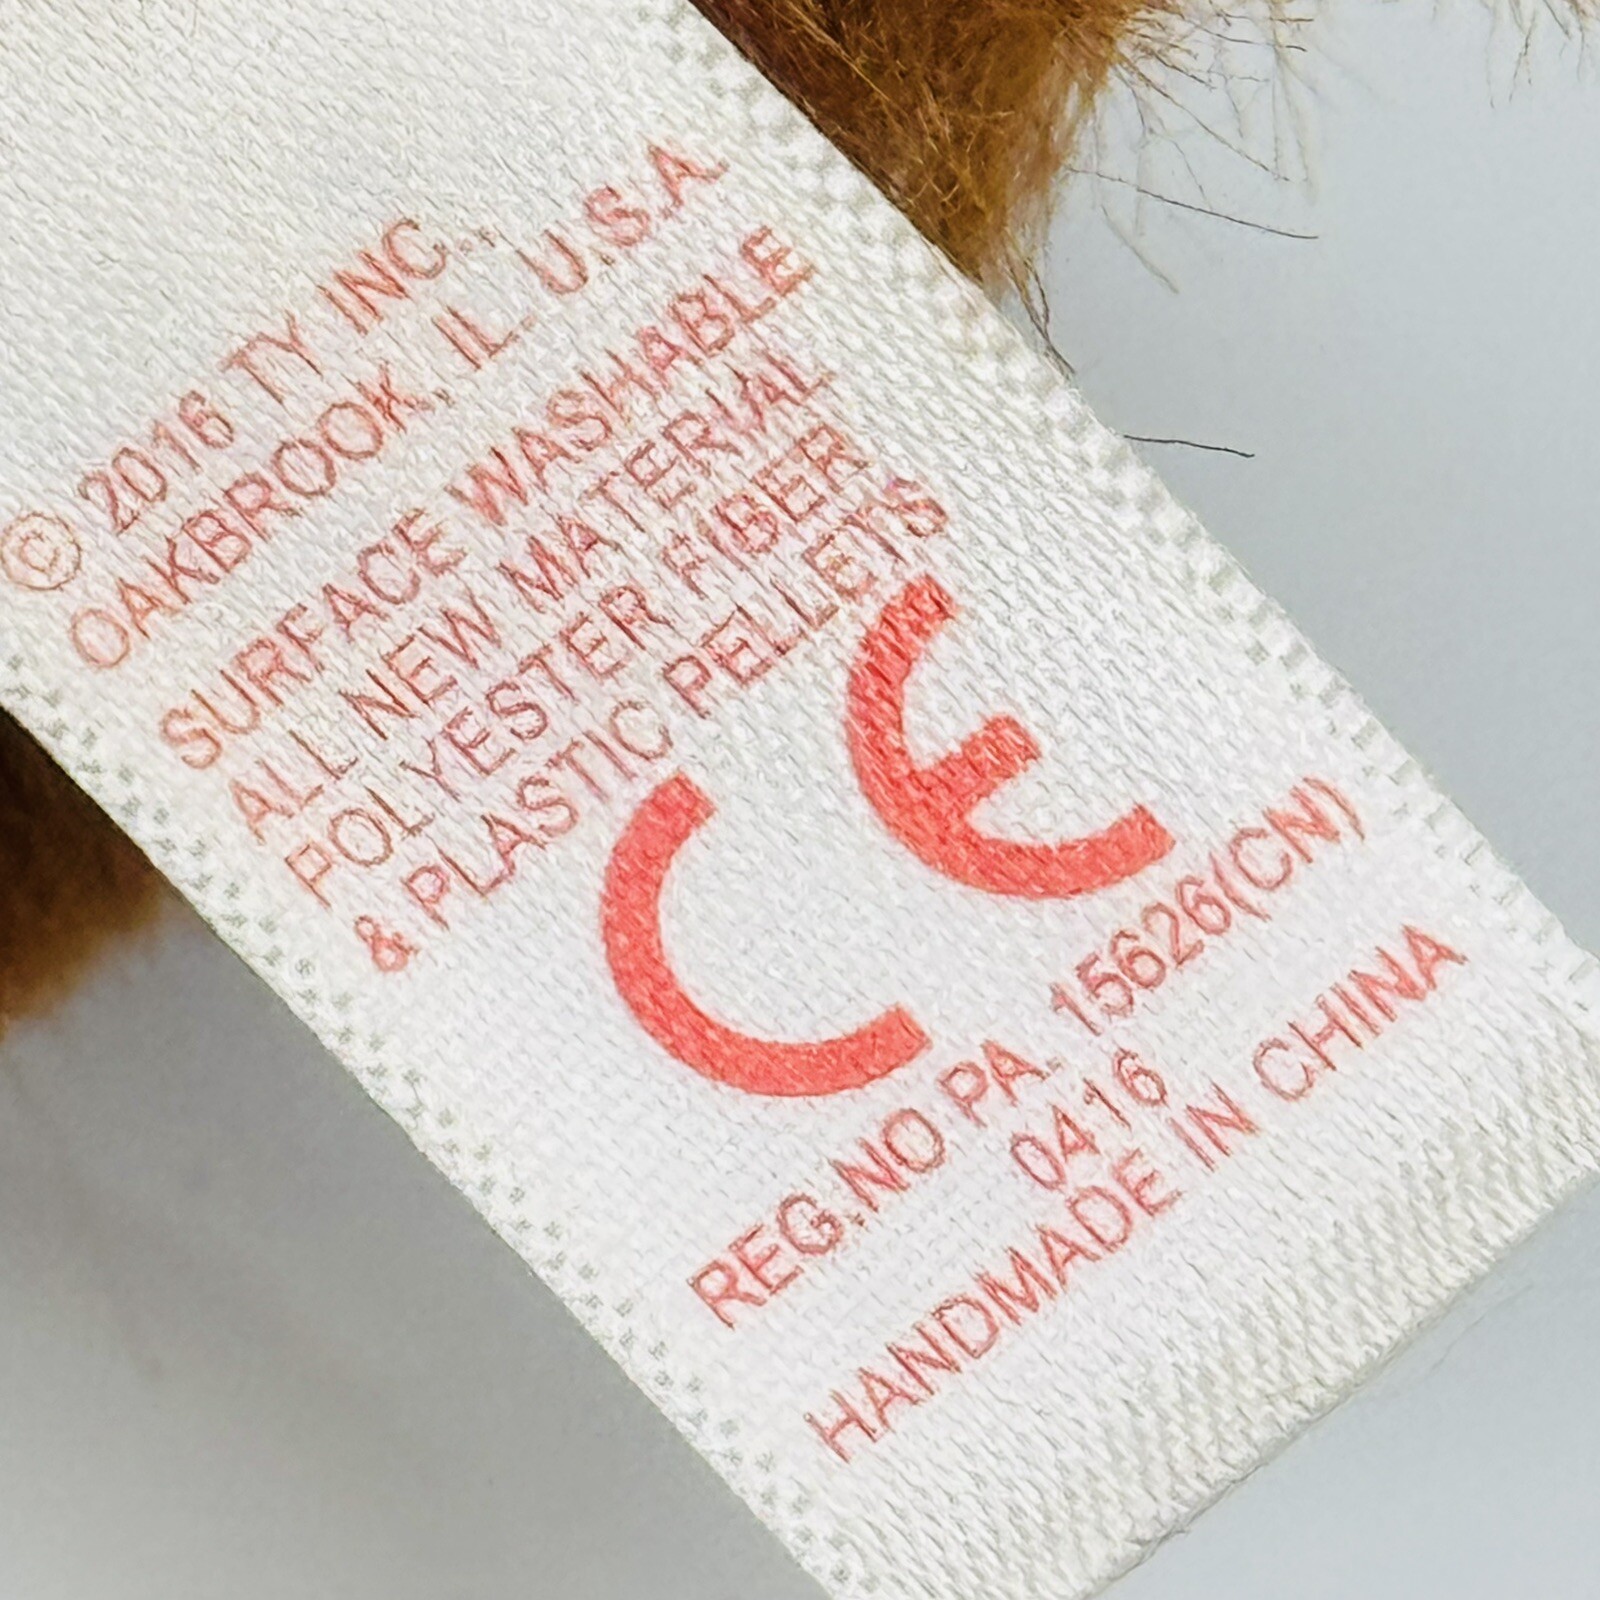 © 2016 TY INC.,
OAKBROOK, IL. U.S.A.
SURFACE WASHABLE
ALL NEW MATERIAL
POLYESTER FIBER
& PLASTIC PELLETS
CE
REG.NO PA. 15626(CN)
0416
HANDMADE IN CHINA